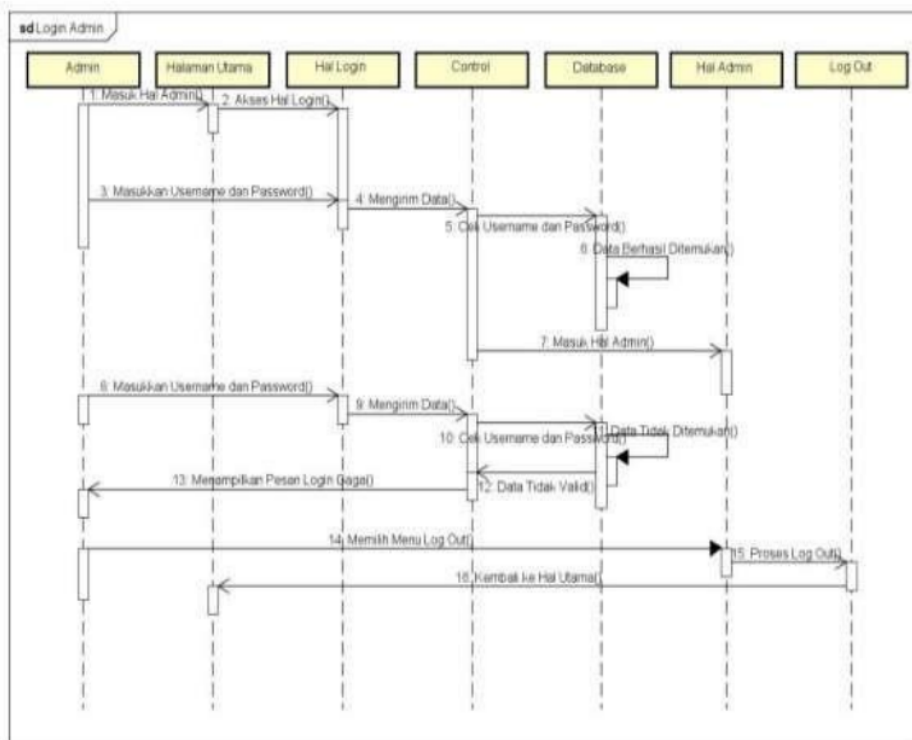 sd Login Admin
Admin
Halaman Utama
Hal Login
Control
Database
Hal Admin
Log Out
1: Masuk Hal Admin()
2: Akses Hal Login()
3: Masukkan Username dan Password()
4: Mengirim Data()
5: Cek Username dan Password()
6: Data Berhasil Ditemukan()
7: Masuk Hal Admin()
8: Masukkan Username dan Password()
9: Mengirim Data()
10: Cek Username dan Password()
11: Data Tidak Ditemukan()
12: Data Tidak Valid()
13: Menampilkan Pesan Login Gagal()
14: Memilih Menu Log Out()
15: Proses Log Out()
16: Kembali ke Hal Utama()